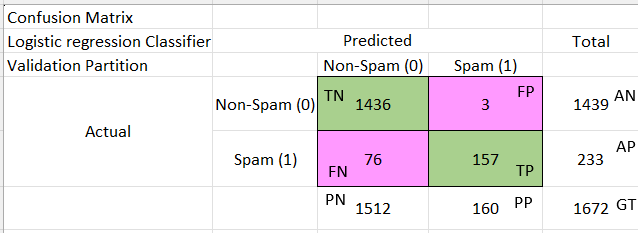 Confusion Matrix
Logistic regression Classifier Predicted Total
Validation Partition Non-Spam (0) Spam (1)
Actual Non-Spam (0) TN 1436 3 FP 1439 AN
Spam (1) FN 76 157 TP 233 AP
PN 1512 160 PP 1672 GT